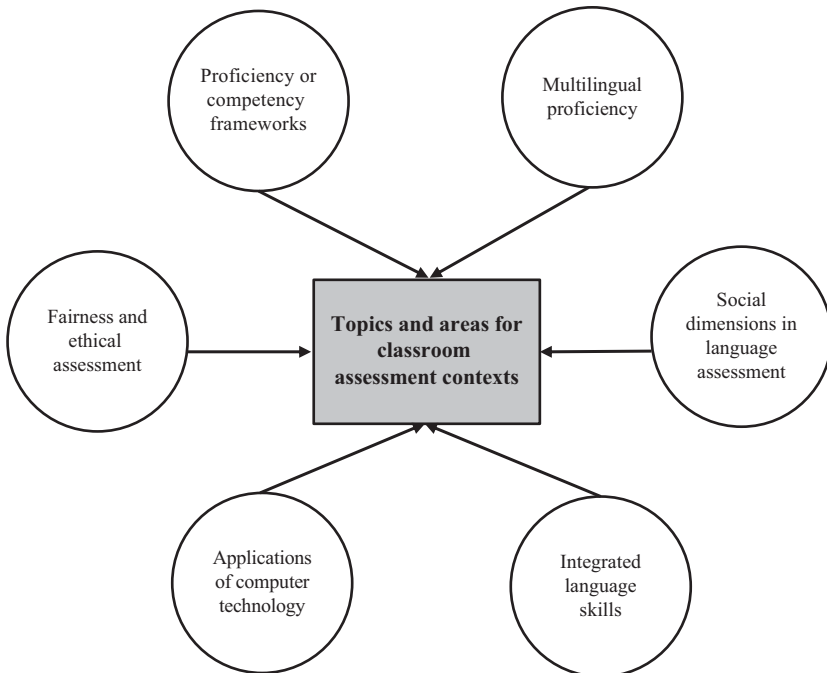 Proficiency or
competency
frameworks
Multilingual
proficiency
Fairness and
ethical
assessment
Topics and areas for
classroom
assessment contexts
Social
dimensions in
language
assessment
Applications
of computer
technology
Integrated
language
skills